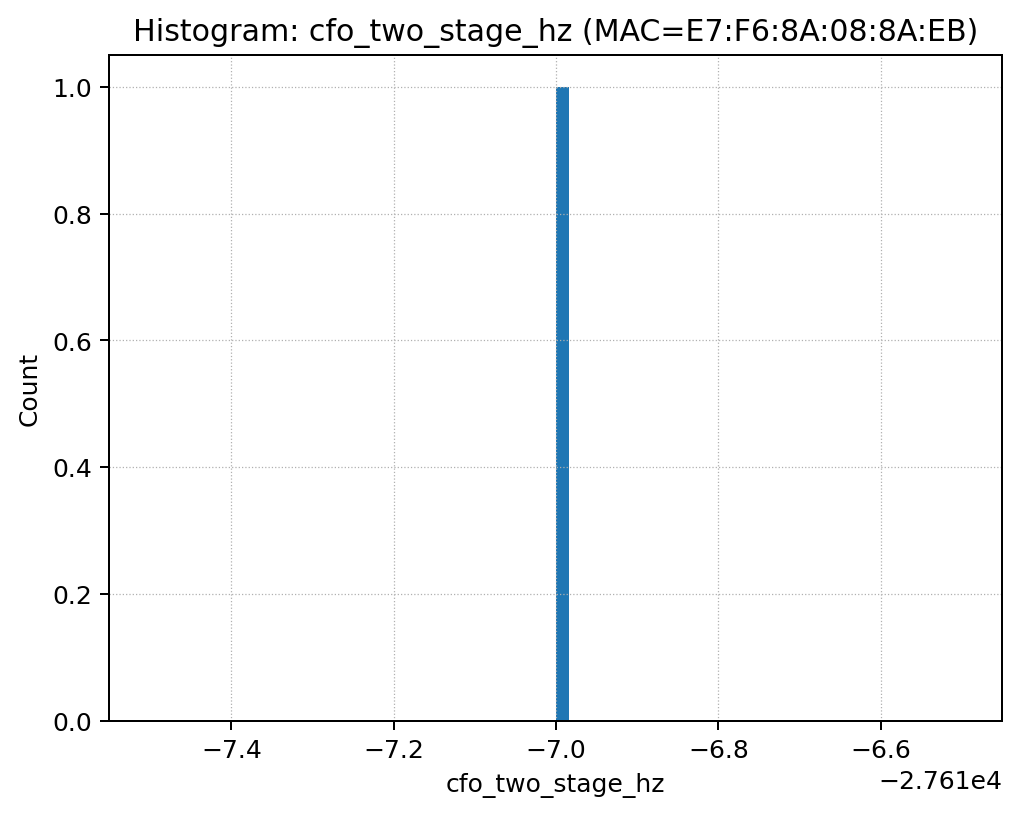 Histogram: cfo_two_stage_hz (MAC=E7:F6:8A:08:8A:EB)
1.0
0.8
0.6
0.4
0.2
0.0
Count
−7.4 −7.2 −7.0 −6.8 −6.6
−2.761e4
cfo_two_stage_hz